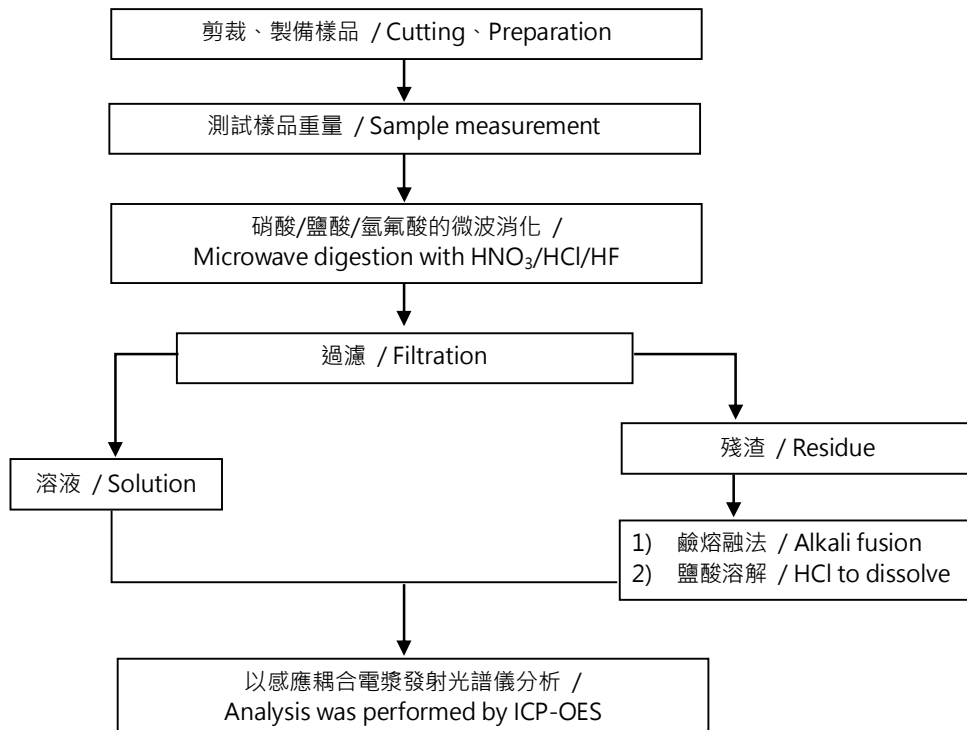 剪裁、製備樣品 / Cutting、Preparation
測試樣品重量 / Sample measurement
硝酸/鹽酸/氫氟酸的微波消化 /
Microwave digestion with HNO₃/HCl/HF
過濾 / Filtration
溶液 / Solution
殘渣 / Residue
1) 鹼熔融法 / Alkali fusion
2) 鹽酸溶解 / HCl to dissolve
以感應耦合電漿發射光譜儀分析 /
Analysis was performed by ICP-OES